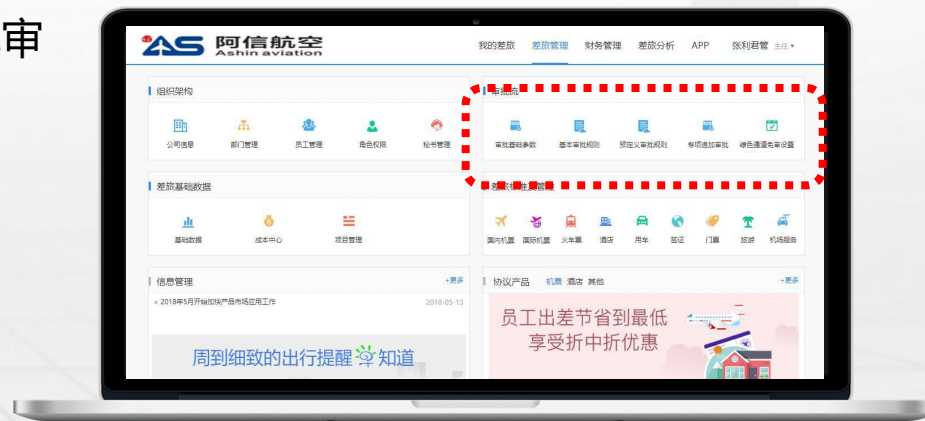 审
AS 阿信航空
Ashin aviation
我的差旅 差旅管理 财务管理 差旅分析 APP 张利君管 主任
组织架构
公司信息 部门管理 员工管理 角色权限 秘书管理
审批流
审批基础参数 基本审批规则 预定义审批规则 专项追加审批 绿色通道免审设置
差旅基础数据
基础数据 成本中心 项目管理
国内机票 国际机票 火车票 酒店 用车 签证 门票 旅游 机场服务
信息管理 +更多
2018年5月开始加快产品市场应用工作 2018-05-13
周到细致的出行提醒 知道
协议产品 机票 酒店 其他 +更多
员工出差节省到最低
享受折中折优惠